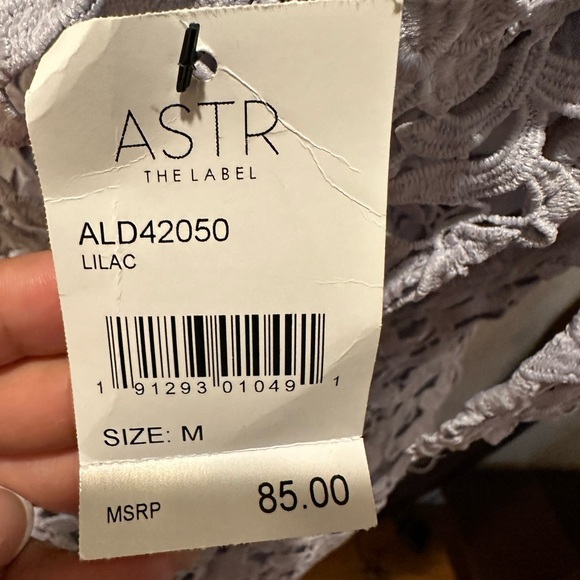 ASTR
THE LABEL
ALD42050
LILAC
1 91293 01049 1
SIZE: M
MSRP 85.00